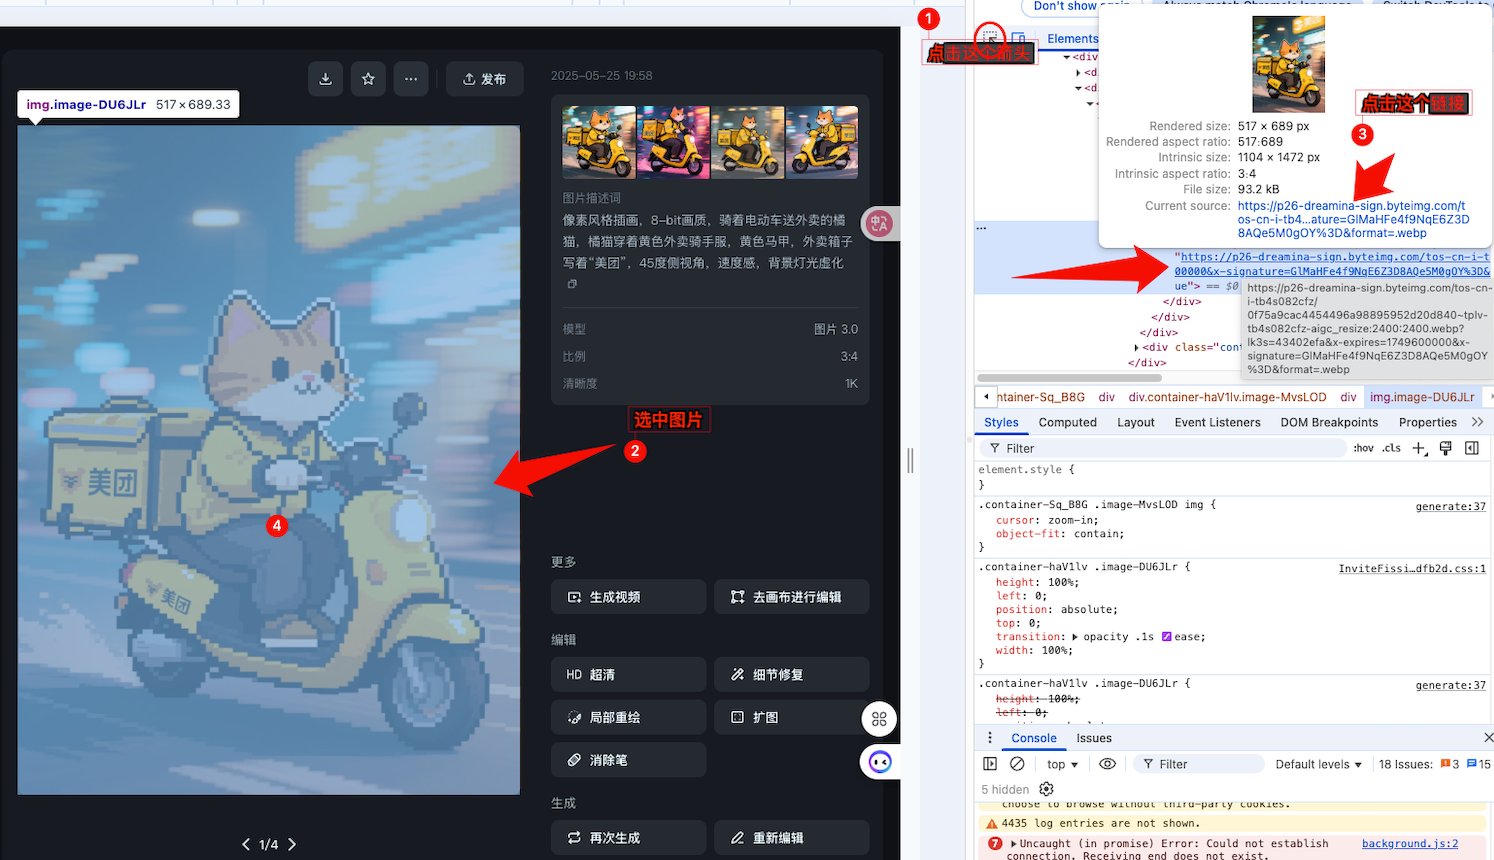 发布
img.image-DU6JLr 517×689.33
美团
美团
4
1/4
2025-05-25 19:58
图片描述词
像素风格插画，8-bit画质，骑着电动车送外卖的橘
猫，橘猫穿着黄色外卖骑手服，黄色马甲，外卖箱子
写着“美团”，45度侧视角，速度感，背景灯光虚化
模型 图片 3.0
比例 3:4
清晰度 1K
选中图片
2
更多
生成视频 去画布进行编辑
编辑
HD 超清 细节修复
局部重绘 扩图
消除笔
生成
再次生成 重新编辑
1
点击这个箭头
Don't show again
Always match Chrome's language
Switch DevTools to
Elements
<div
<d
<d
Rendered size: 517 × 689 px
Rendered aspect ratio: 517:689
Intrinsic size: 1104 × 1472 px
Intrinsic aspect ratio: 3:4
File size: 93.2 kB
Current source: https://p26-dreamina-sign.byteimg.com/t
os-cn-i-tb4...ature=GlMaHFe4f9NqE6Z3D
8AQe5M0gOY%3D&format=.webp
点击这个链接
3
...
"https://p26-dreamina-sign.byteimg.com/tos-cn-i-t
00000&x-signature=GlMaHFe4f9NqE6Z3D8AQe5M0gOY%3D&
ue"> == $0
</div>
</div>
</div>
<div class="cont
</div>
https://p26-dreamina-sign.byteimg.com/tos-cn-
i-tb4s082cfz/
0f75a9cac4454496a98895952d20d840~tplv-
tb4s082cfz-aigc_resize:2400:2400.webp?
lk3s=43402efa&x-expires=1749600000&x-
signature=GlMaHFe4f9NqE6Z3D8AQe5M0gOY
%3D&format=.webp
ntainer-Sq_B8G div div.container-haV1lv.image-MvsLOD div img.image-DU6JLr
Styles Computed Layout Event Listeners DOM Breakpoints Properties
Filter :hov .cls
element.style {
}
.container-Sq_B8G .image-MvsLOD img { generate:37
cursor: zoom-in;
object-fit: contain;
}
.container-haV1lv .image-DU6JLr { InviteFissi…dfb2d.css:1
height: 100%;
left: 0;
position: absolute;
top: 0;
transition: opacity .1s ease;
width: 100%;
}
.container-haV1lv .image-DU6JLr { generate:37
height: 100%;
left: 0;
Console Issues
top Filter Default levels 18 Issues: 3 15
5 hidden
choose to browse without third-party cookies.
4435 log entries are not shown.
7 Uncaught (in promise) Error: Could not establish background.js:2
connection. Receiving end does not exist.